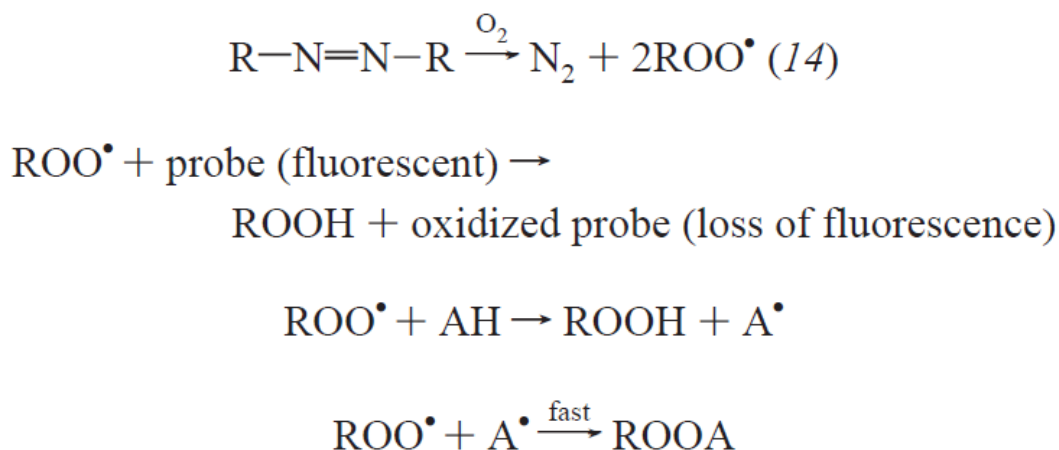 R−N=N−R →^{O₂} N₂ + 2ROO• (14)
ROO• + probe (fluorescent) →
ROOH + oxidized probe (loss of fluorescence)
ROO• + AH → ROOH + A•
ROO• + A• →^{fast} ROOA